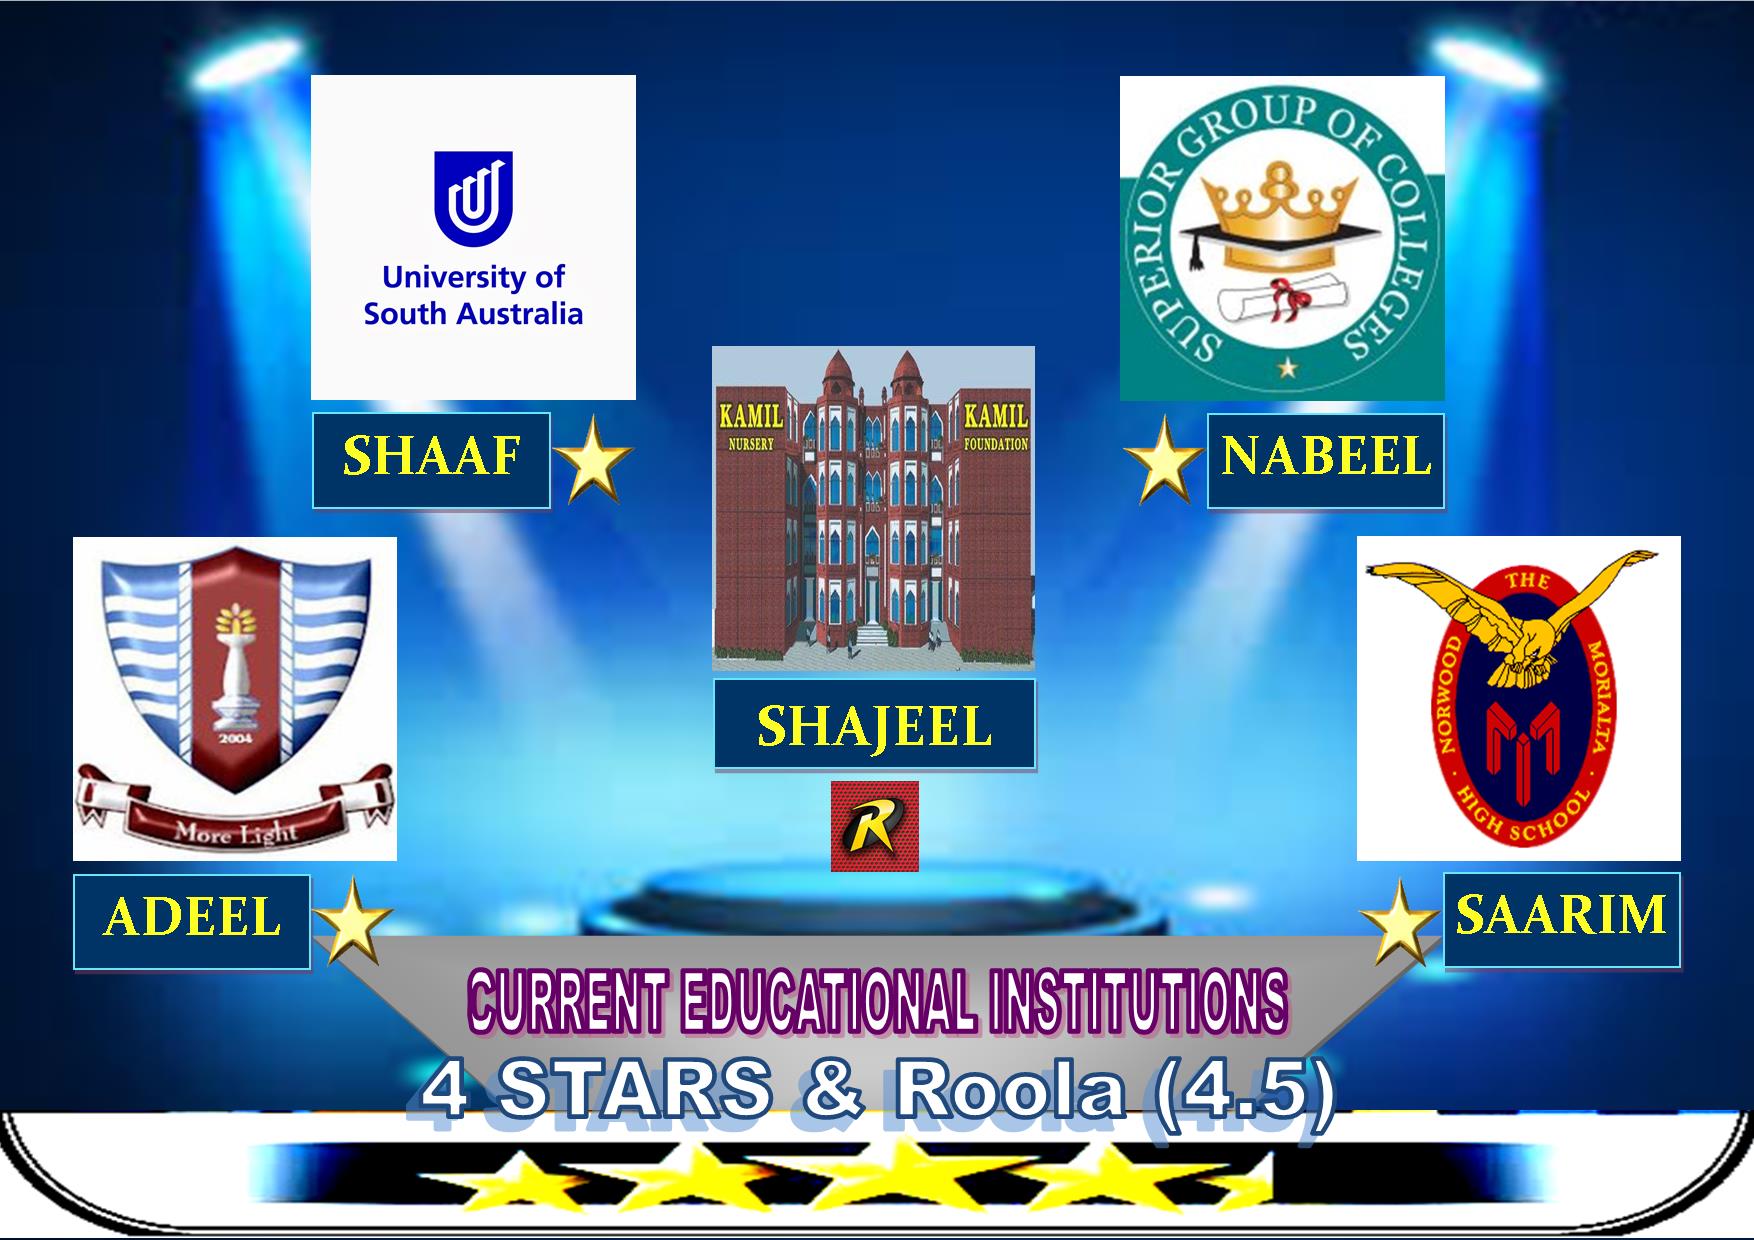 University of
South Australia
SHAAF
SUPERIOR GROUP OF COLLEGES
NABEEL
KAMIL
NURSERY
KAMIL
FOUNDATION
SHAJEEL
R
2004
More Light
ADEEL
THE
NORWOOD
MORIALTA
HIGH SCHOOL
M
SAARIM
CURRENT EDUCATIONAL INSTITUTIONS
4 STARS & Roola (4.5)